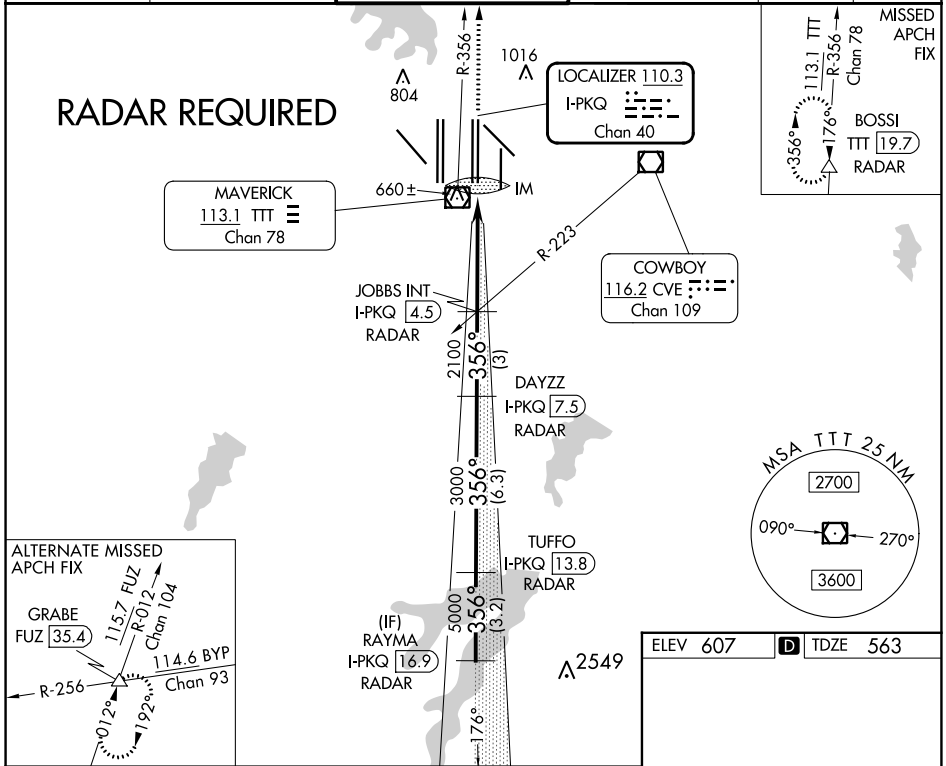 R-356
804
1016
RADAR REQUIRED
LOCALIZER 110.3
I-PKQ
Chan 40
MISSED
APCH
FIX
113.1 TTT
R-356
Chan 78
356°
176°
BOSSI
TTT 19.7
RADAR
MAVERICK
113.1 TTT
Chan 78
660 ±
IM
R-223
COWBOY
116.2 CVE
Chan 109
JOBBS INT
I-PKQ 4.5
RADAR
2100
356°
(3)
DAYZZ
I-PKQ 7.5
RADAR
3000
356°
(6.3)
MSA TTT 25 NM
2700
090°
270°
3600
TUFFO
I-PKQ 13.8
RADAR
5000
356°
(3.2)
(IF)
RAYMA
I-PKQ 16.9
RADAR
176°
2549
ALTERNATE MISSED
APCH FIX
GRABE
FUZ 35.4
115.7 FUZ
R-012
Chan 104
114.6 BYP
Chan 93
R-256
012°
192°
ELEV 607 D TDZE 563